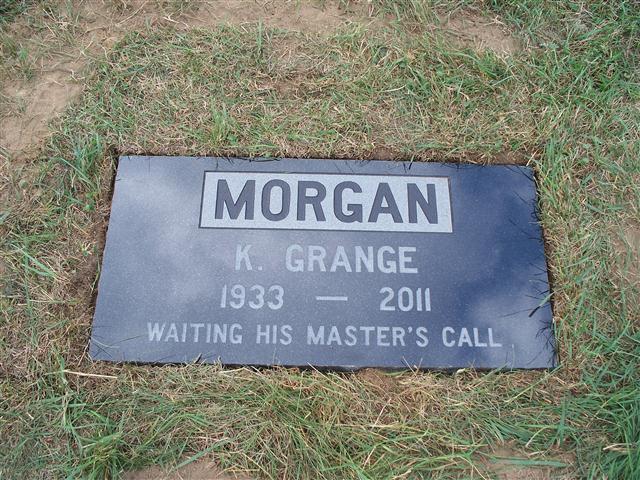 MORGAN
K. GRANGE
1933 — 2011
WAITING HIS MASTER'S CALL